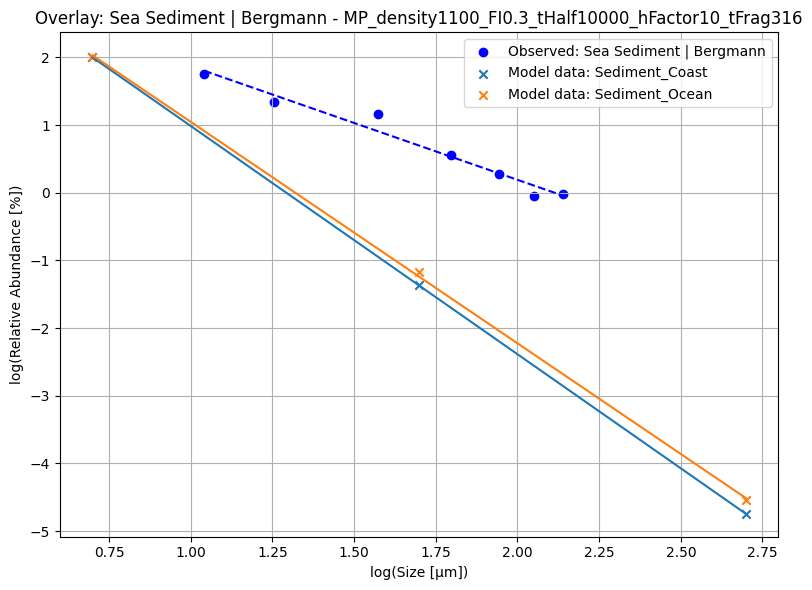 Overlay: Sea Sediment | Bergmann - MP_density1100_FI0.3_tHalf10000_hFactor10_tFrag316
Observed: Sea Sediment | Bergmann
Model data: Sediment_Coast
Model data: Sediment_Ocean
log(Relative Abundance [%])
2
1
0
−1
−2
−3
−4
−5
0.75 1.00 1.25 1.50 1.75 2.00 2.25 2.50 2.75
log(Size [µm])